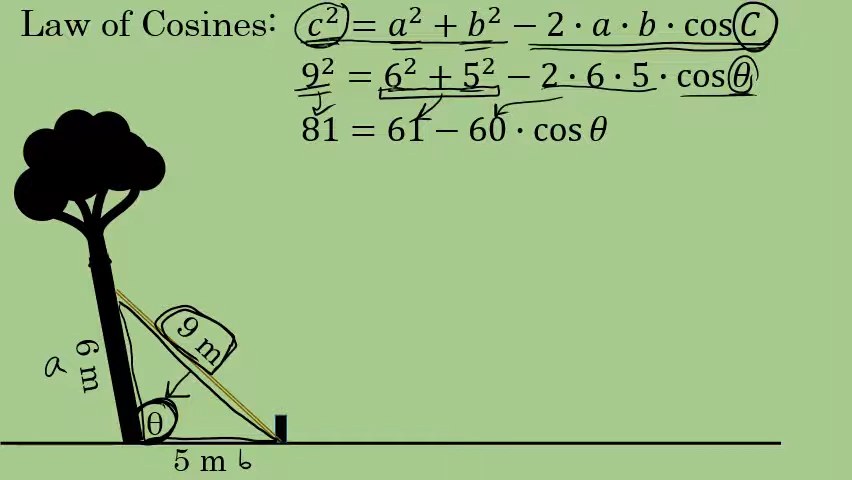 Law of Cosines: c² = a² + b² − 2 · a · b · cos C
9² = 6² + 5² − 2 · 6 · 5 · cos θ
81 = 61 − 60 · cos θ
9 m
a 6 m
θ
5 m b